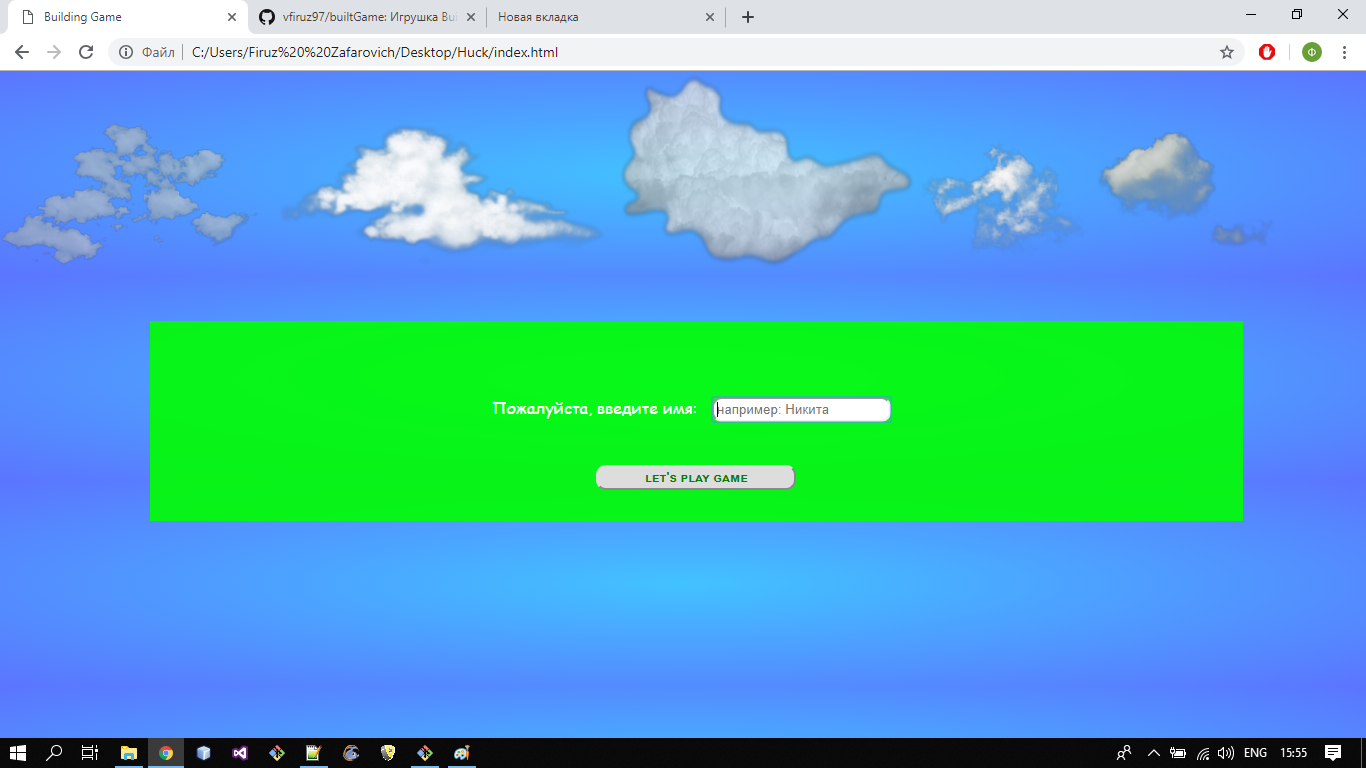 Building Game
vfiruz97/builtGame: Игрушка Bui
Новая вкладка
Файл
C:/Users/Firuz%20%20Zafarovich/Desktop/Huck/index.html
Ф
Пожалуйста, введите имя:
например: Никита
LET'S PLAY GAME
ENG
15:55